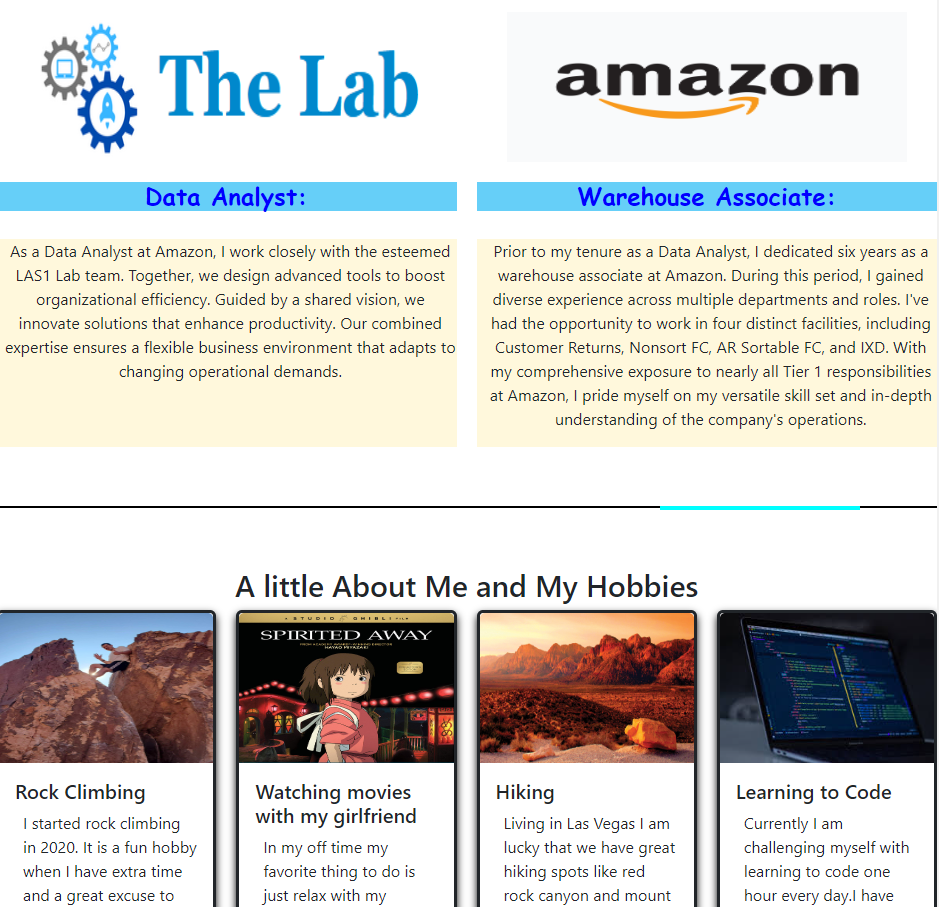 The Lab
amazon
Data Analyst:
As a Data Analyst at Amazon, I work closely with the esteemed
LAS1 Lab team. Together, we design advanced tools to boost
organizational efficiency. Guided by a shared vision, we
innovate solutions that enhance productivity. Our combined
expertise ensures a flexible business environment that adapts to
changing operational demands.
Warehouse Associate:
Prior to my tenure as a Data Analyst, I dedicated six years as a
warehouse associate at Amazon. During this period, I gained
diverse experience across multiple departments and roles. I've
had the opportunity to work in four distinct facilities, including
Customer Returns, Nonsort FC, AR Sortable FC, and IXD. With
my comprehensive exposure to nearly all Tier 1 responsibilities
at Amazon, I pride myself on my versatile skill set and in-depth
understanding of the company's operations.
A little About Me and My Hobbies
A STUDIO GHIBLI FILM
SPIRITED AWAY
HAYAO MIYAZAKI
Rock Climbing
I started rock climbing
in 2020. It is a fun hobby
when I have extra time
and a great excuse to
Watching movies
with my girlfriend
In my off time my
favorite thing to do is
just relax with my
Hiking
Living in Las Vegas I am
lucky that we have great
hiking spots like red
rock canyon and mount
Learning to Code
Currently I am
challenging myself with
learning to code one
hour every day.I have